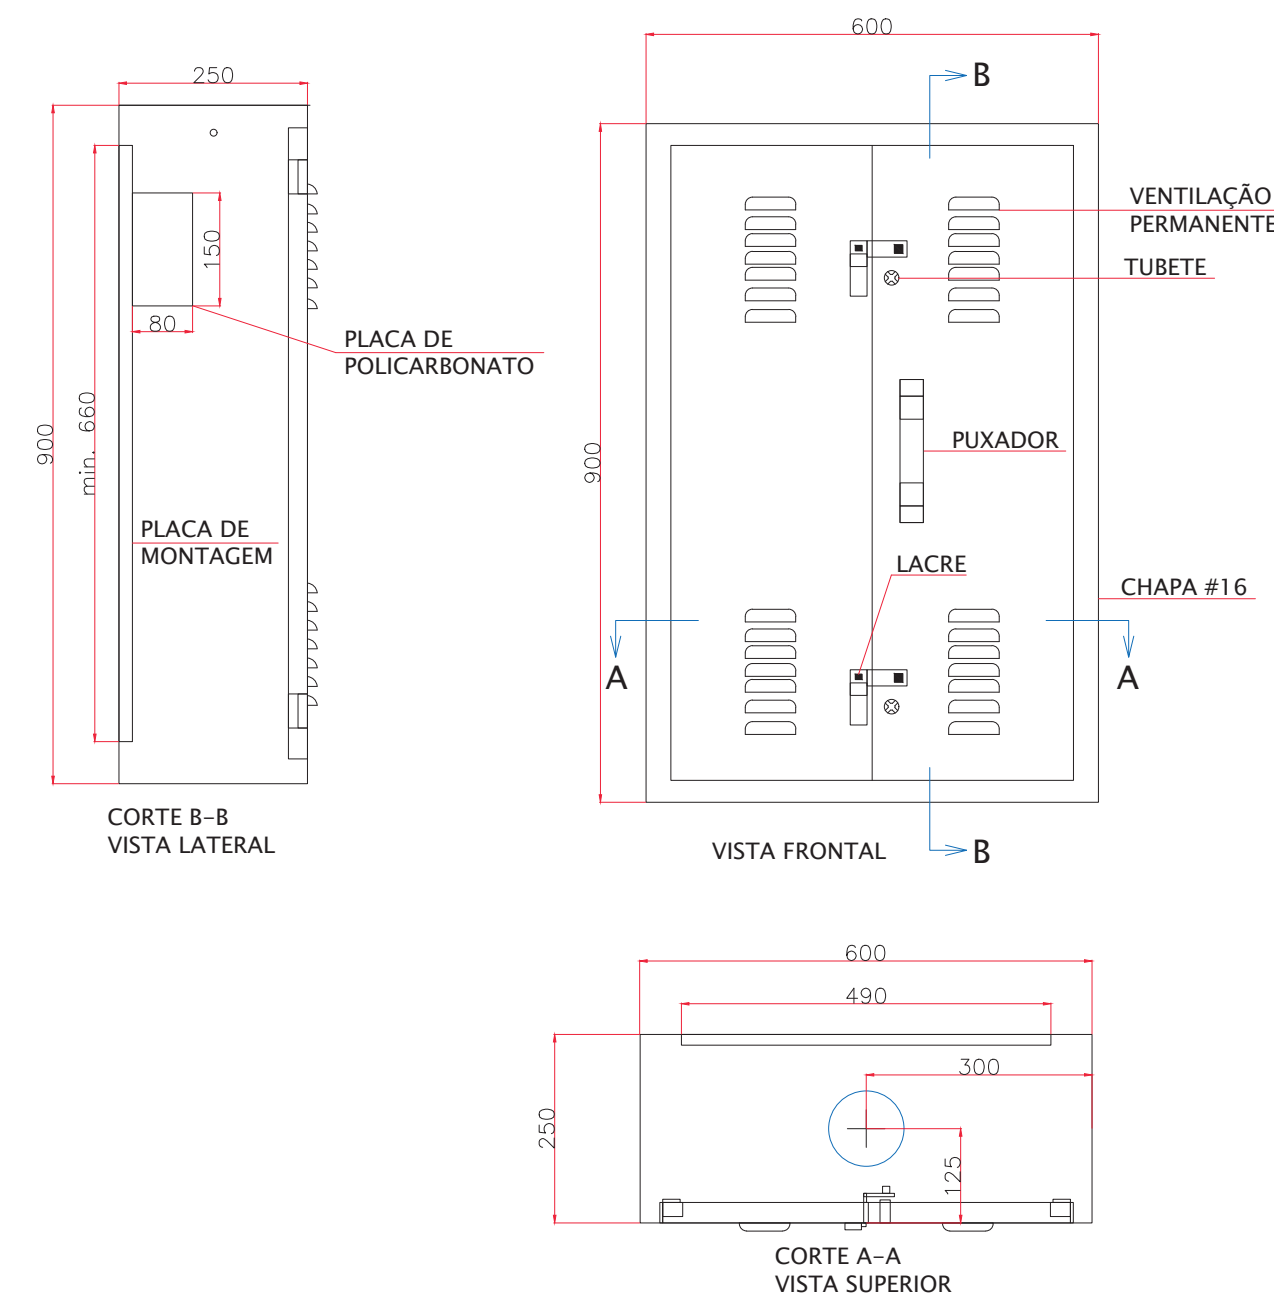 250
900
min. 660
150
80
PLACA DE
POLICARBONATO
PLACA DE
MONTAGEM
CORTE B–B
VISTA LATERAL
600
B
900
VENTILAÇÃO
PERMANENTE
TUBETE
PUXADOR
LACRE
CHAPA #16
A
A
VISTA FRONTAL
B
600
490
300
250
125
CORTE A–A
VISTA SUPERIOR